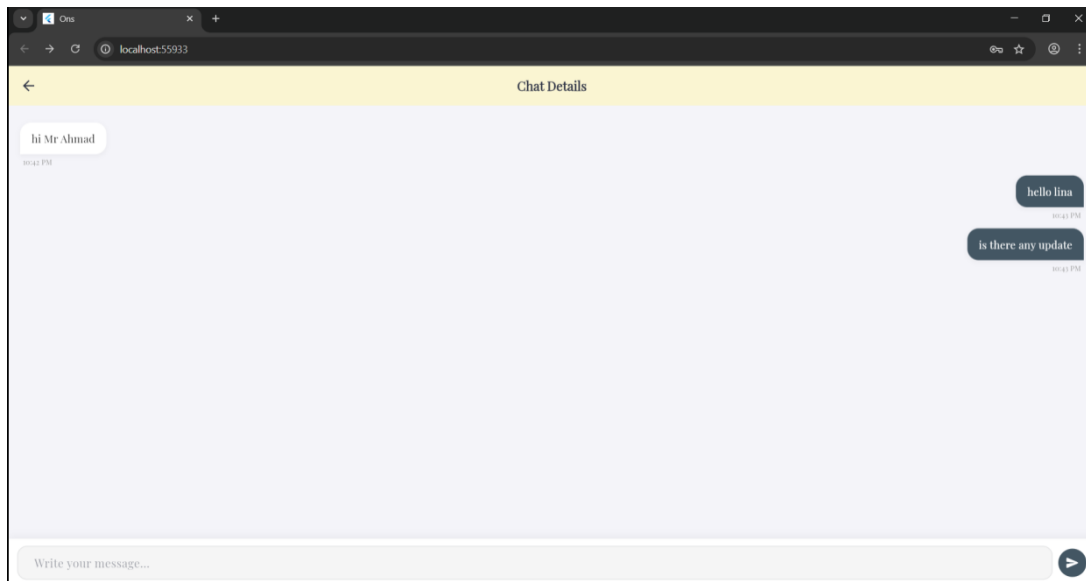 Ons
localhost:55933
Chat Details
hi Mr Ahmad
10:42 PM
hello lina
10:43 PM
is there any update
10:43 PM
Write your message...